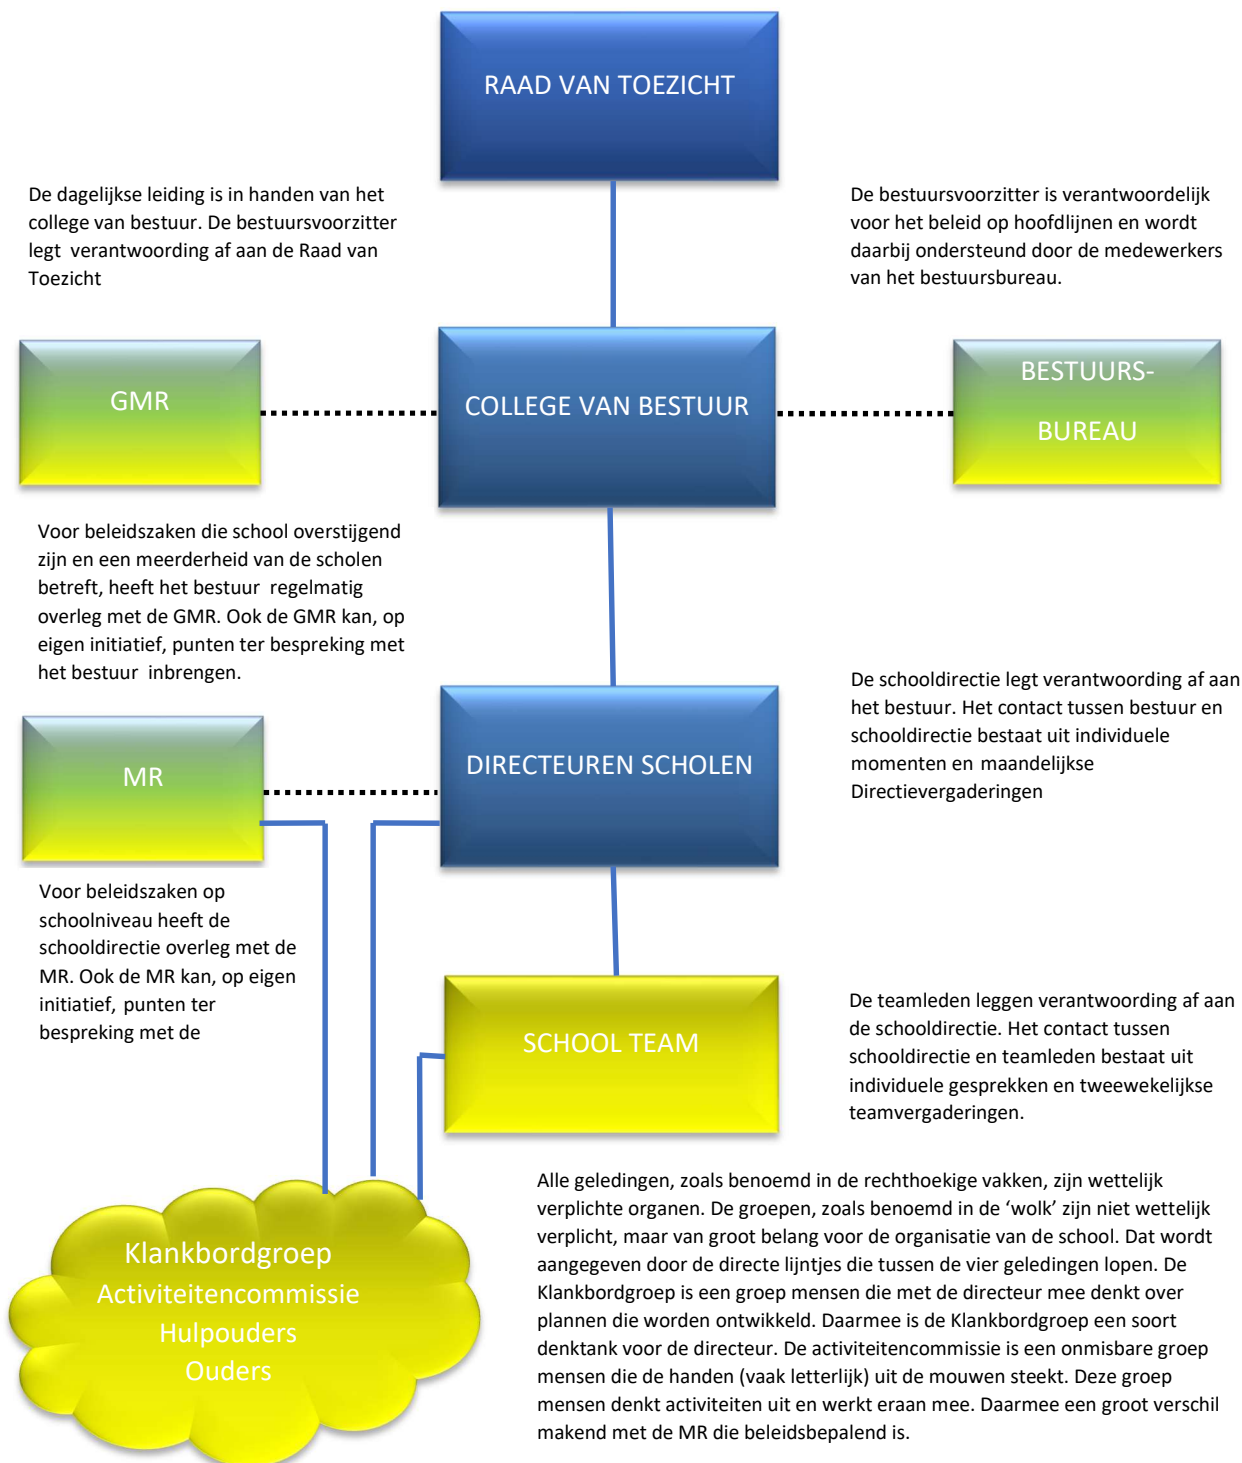 RAAD VAN TOEZICHT
De dagelijkse leiding is in handen van het
college van bestuur. De bestuursvoorzitter
legt verantwoording af aan de Raad van
Toezicht
De bestuursvoorzitter is verantwoordelijk
voor het beleid op hoofdlijnen en wordt
daarbij ondersteund door de medewerkers
van het bestuursbureau.
GMR
COLLEGE VAN BESTUUR
BESTUURS-
BUREAU
Voor beleidszaken die school overstijgend
zijn en een meerderheid van de scholen
betreft, heeft het bestuur regelmatig
overleg met de GMR. Ook de GMR kan, op
eigen initiatief, punten ter bespreking met
het bestuur inbrengen.
De schooldirectie legt verantwoording af aan
het bestuur. Het contact tussen bestuur en
schooldirectie bestaat uit individuele
momenten en maandelijkse
Directievergaderingen
MR
DIRECTEUREN SCHOLEN
Voor beleidszaken op
schoolniveau heeft de
schooldirectie overleg met de
MR. Ook de MR kan, op eigen
initiatief, punten ter
bespreking met de
SCHOOL TEAM
De teamleden leggen verantwoording af aan
de schooldirectie. Het contact tussen
schooldirectie en teamleden bestaat uit
individuele gesprekken en tweewekelijkse
teamvergaderingen.
Klankbordgroep
Activiteitencommissie
Hulpouders
Ouders
Alle geledingen, zoals benoemd in de rechthoekige vakken, zijn wettelijk
verplichte organen. De groepen, zoals benoemd in de ‘wolk’ zijn niet wettelijk
verplicht, maar van groot belang voor de organisatie van de school. Dat wordt
aangegeven door de directe lijntjes die tussen de vier geledingen lopen. De
Klankbordgroep is een groep mensen die met de directeur mee denkt over
plannen die worden ontwikkeld. Daarmee is de Klankbordgroep een soort
denktank voor de directeur. De activiteitencommissie is een onmisbare groep
mensen die de handen (vaak letterlijk) uit de mouwen steekt. Deze groep
mensen denkt activiteiten uit en werkt eraan mee. Daarmee een groot verschil
makend met de MR die beleidsbepalend is.